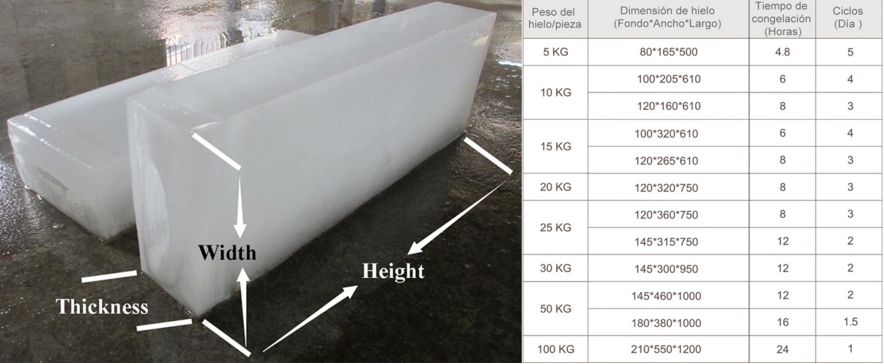 Width
Height
Thickness
Peso del hielo/pieza | Dimensión de hielo (Fondo*Ancho*Largo) | Tiempo de congelación (Horas) | Ciclos (Día )
5 KG | 80*165*500 | 4.8 | 5
10 KG | 100*205*610 | 6 | 4
120*160*610 | 8 | 3
15 KG | 100*320*610 | 6 | 4
120*265*610 | 8 | 3
20 KG | 120*320*750 | 8 | 3
25 KG | 120*360*750 | 8 | 3
145*315*750 | 12 | 2
30 KG | 145*300*950 | 12 | 2
50 KG | 145*460*1000 | 12 | 2
180*380*1000 | 16 | 1.5
100 KG | 210*550*1200 | 24 | 1